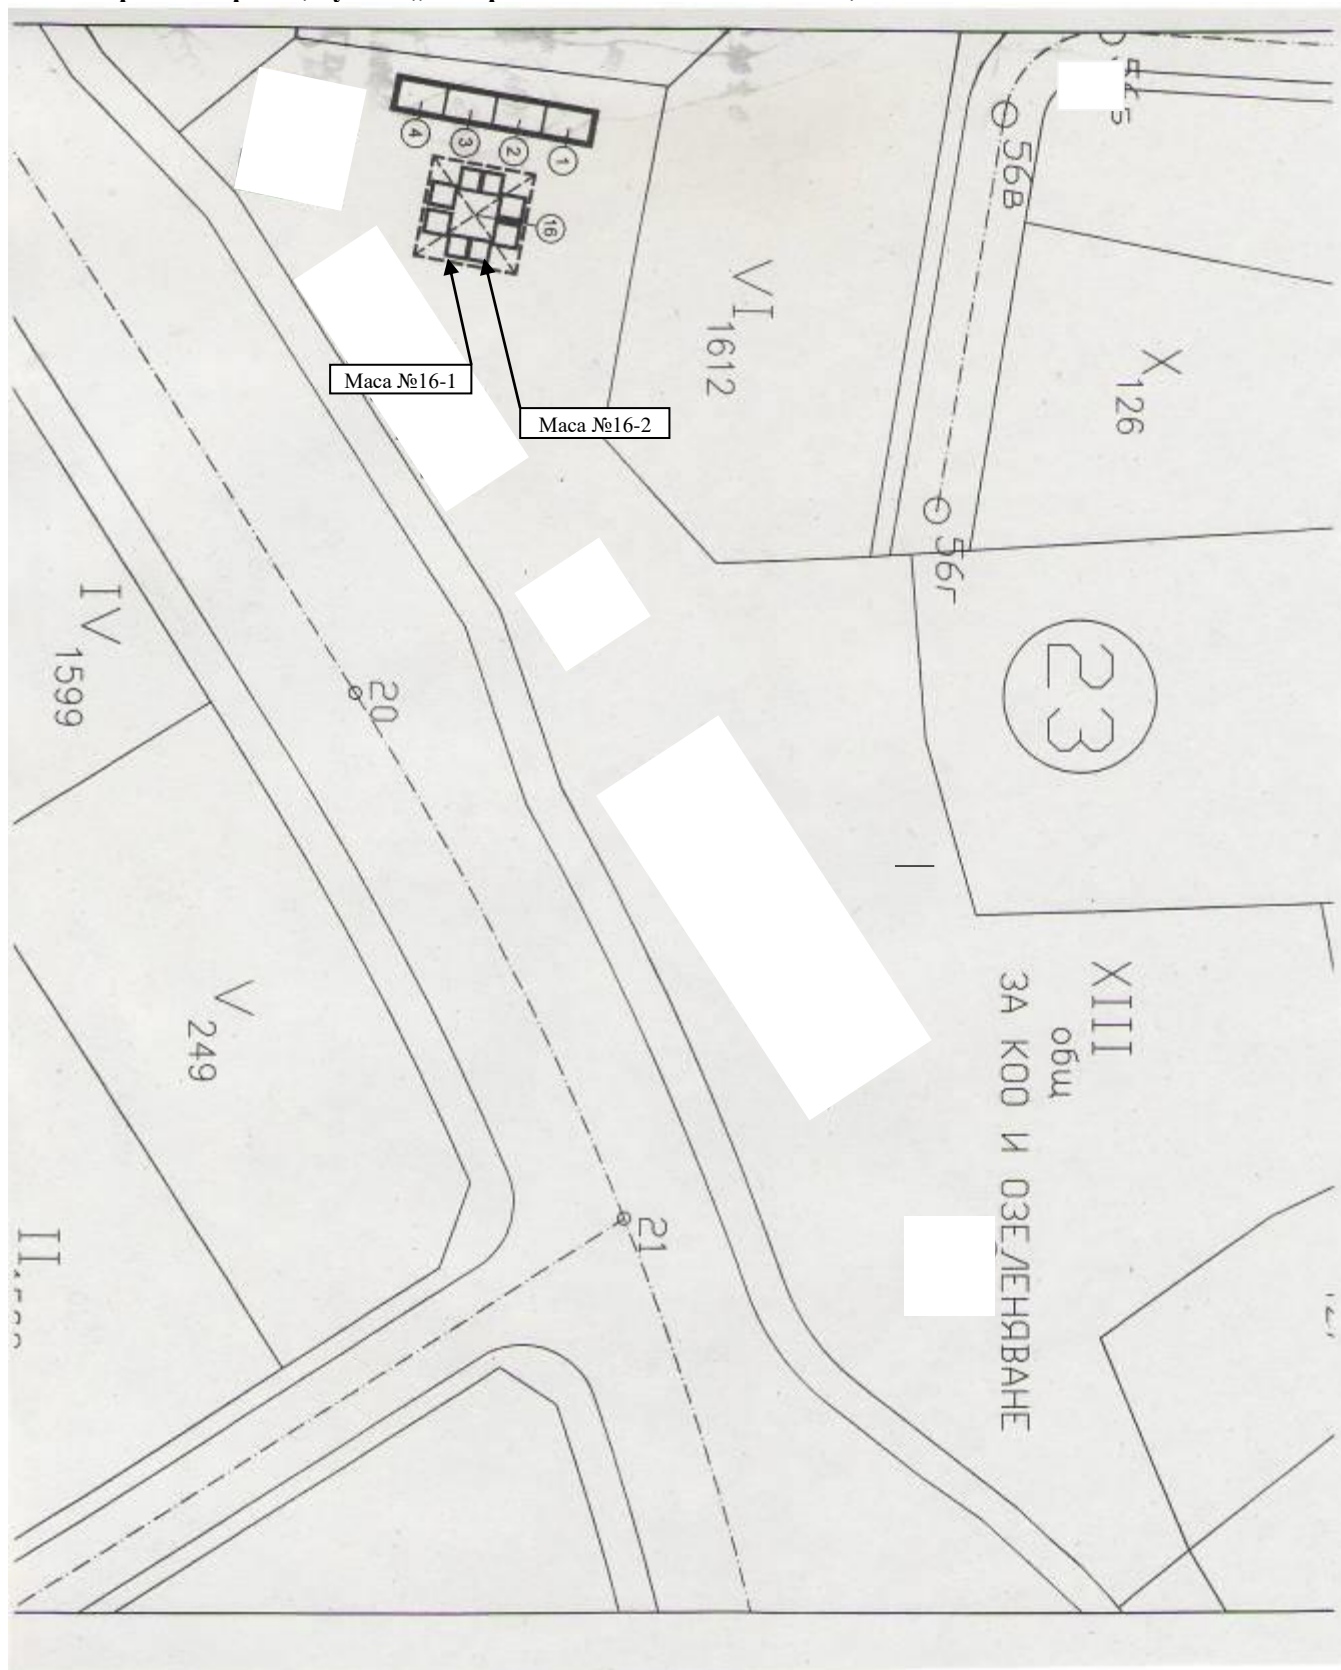 4
3
2
1
16
Маса №16-1
Маса №16-2
VI
1612
56в
X
126
56г
23
IV
1599
20
V
249
XIII
общ
ЗА КОО И ОЗЕЛЕНЯВАНЕ
21
II